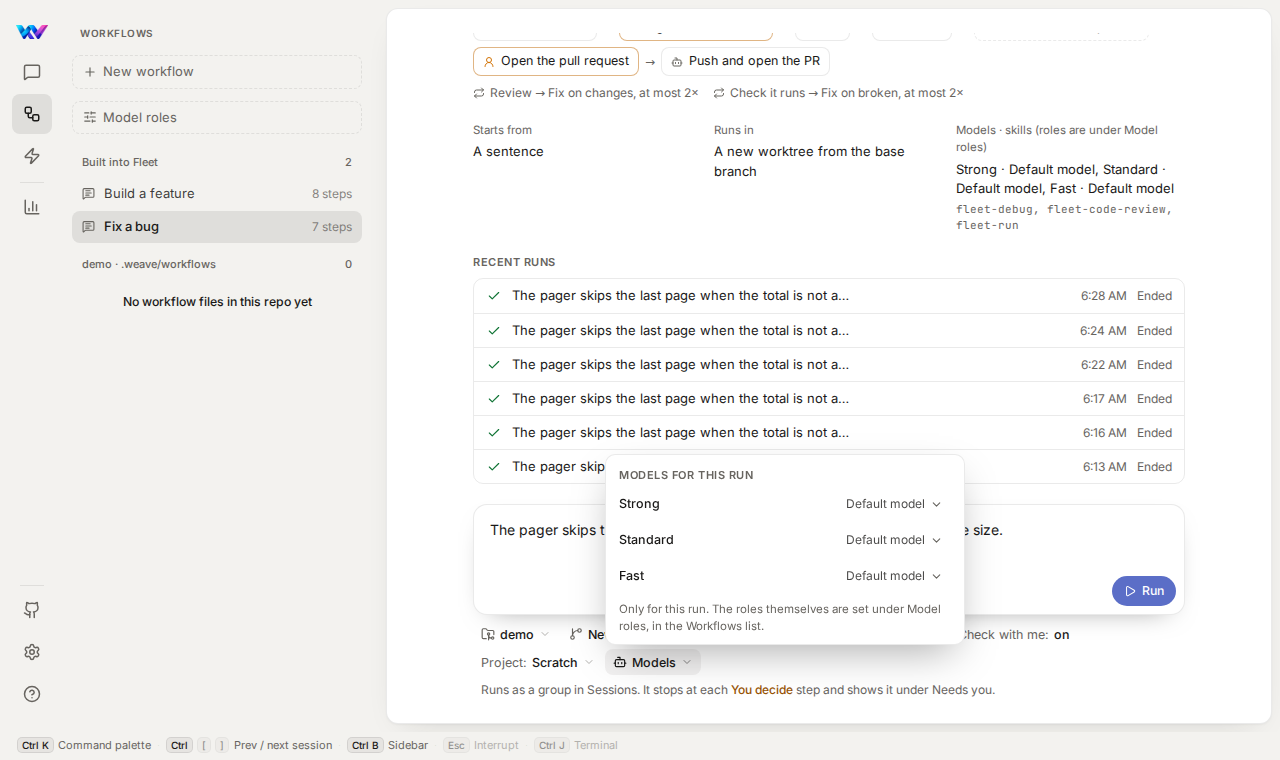 WORKFLOWS
New workflow
Model roles
Built into Fleet 2
Build a feature 8 steps
Fix a bug 7 steps
demo · .weave/workflows 0
No workflow files in this repo yet
Open the pull request → Push and open the PR
Review → Fix on changes, at most 2× Check it runs → Fix on broken, at most 2×
Starts from
A sentence
Runs in
A new worktree from the base
branch
Models · skills (roles are under Model
roles)
Strong · Default model, Standard ·
Default model, Fast · Default model
fleet-debug, fleet-code-review,
fleet-run
RECENT RUNS
The pager skips the last page when the total is not a... 6:28 AM Ended
The pager skips the last page when the total is not a... 6:24 AM Ended
The pager skips the last page when the total is not a... 6:22 AM Ended
The pager skips the last page when the total is not a... 6:17 AM Ended
The pager skips the last page when the total is not a... 6:16 AM Ended
The pager skip 6:13 AM Ended
MODELS FOR THIS RUN
Strong Default model
Standard Default model
Fast Default model
Only for this run. The roles themselves are set under Model
roles, in the Workflows list.
The pager skips t size.
Run
demo Check with me: on
Project: Scratch Models
Runs as a group in Sessions. It stops at each You decide step and shows it under Needs you.
Ctrl K Command palette Ctrl [ ] Prev / next session Ctrl B Sidebar Esc Interrupt Ctrl J Terminal